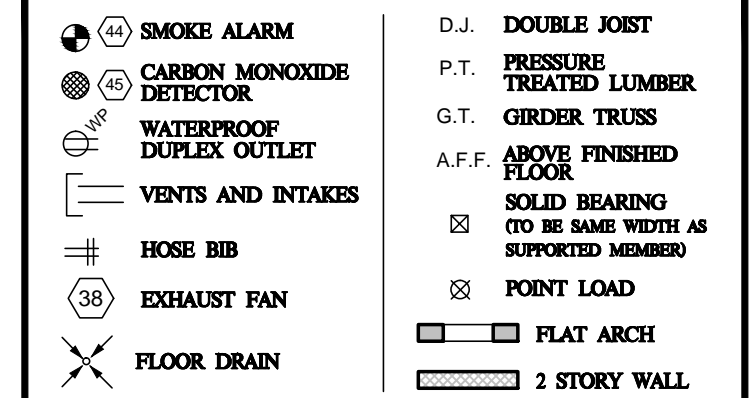 44 SMOKE ALARM
45 CARBON MONOXIDE
DETECTOR
WP WATERPROOF
DUPLEX OUTLET
VENTS AND INTAKES
HOSE BIB
38 EXHAUST FAN
FLOOR DRAIN
D.J. DOUBLE JOIST
P.T. PRESSURE
TREATED LUMBER
G.T. GIRDER TRUSS
A.F.F. ABOVE FINISHED
FLOOR
SOLID BEARING
(TO BE SAME WIDTH AS
SUPPORTED MEMBER)
POINT LOAD
FLAT ARCH
2 STORY WALL